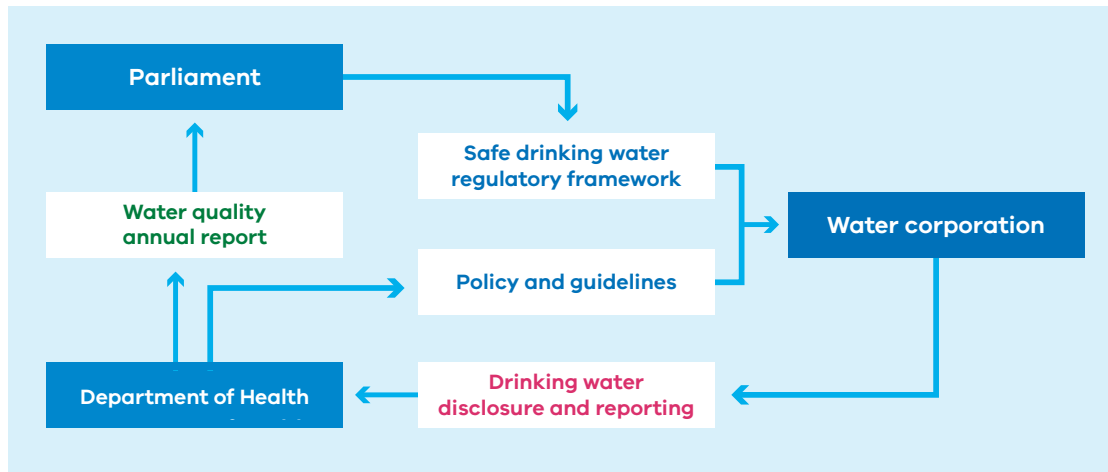 Parliament
Safe drinking water
regulatory framework
Water quality
annual report
Water corporation
Policy and guidelines
Department of Health
Drinking water
disclosure and reporting